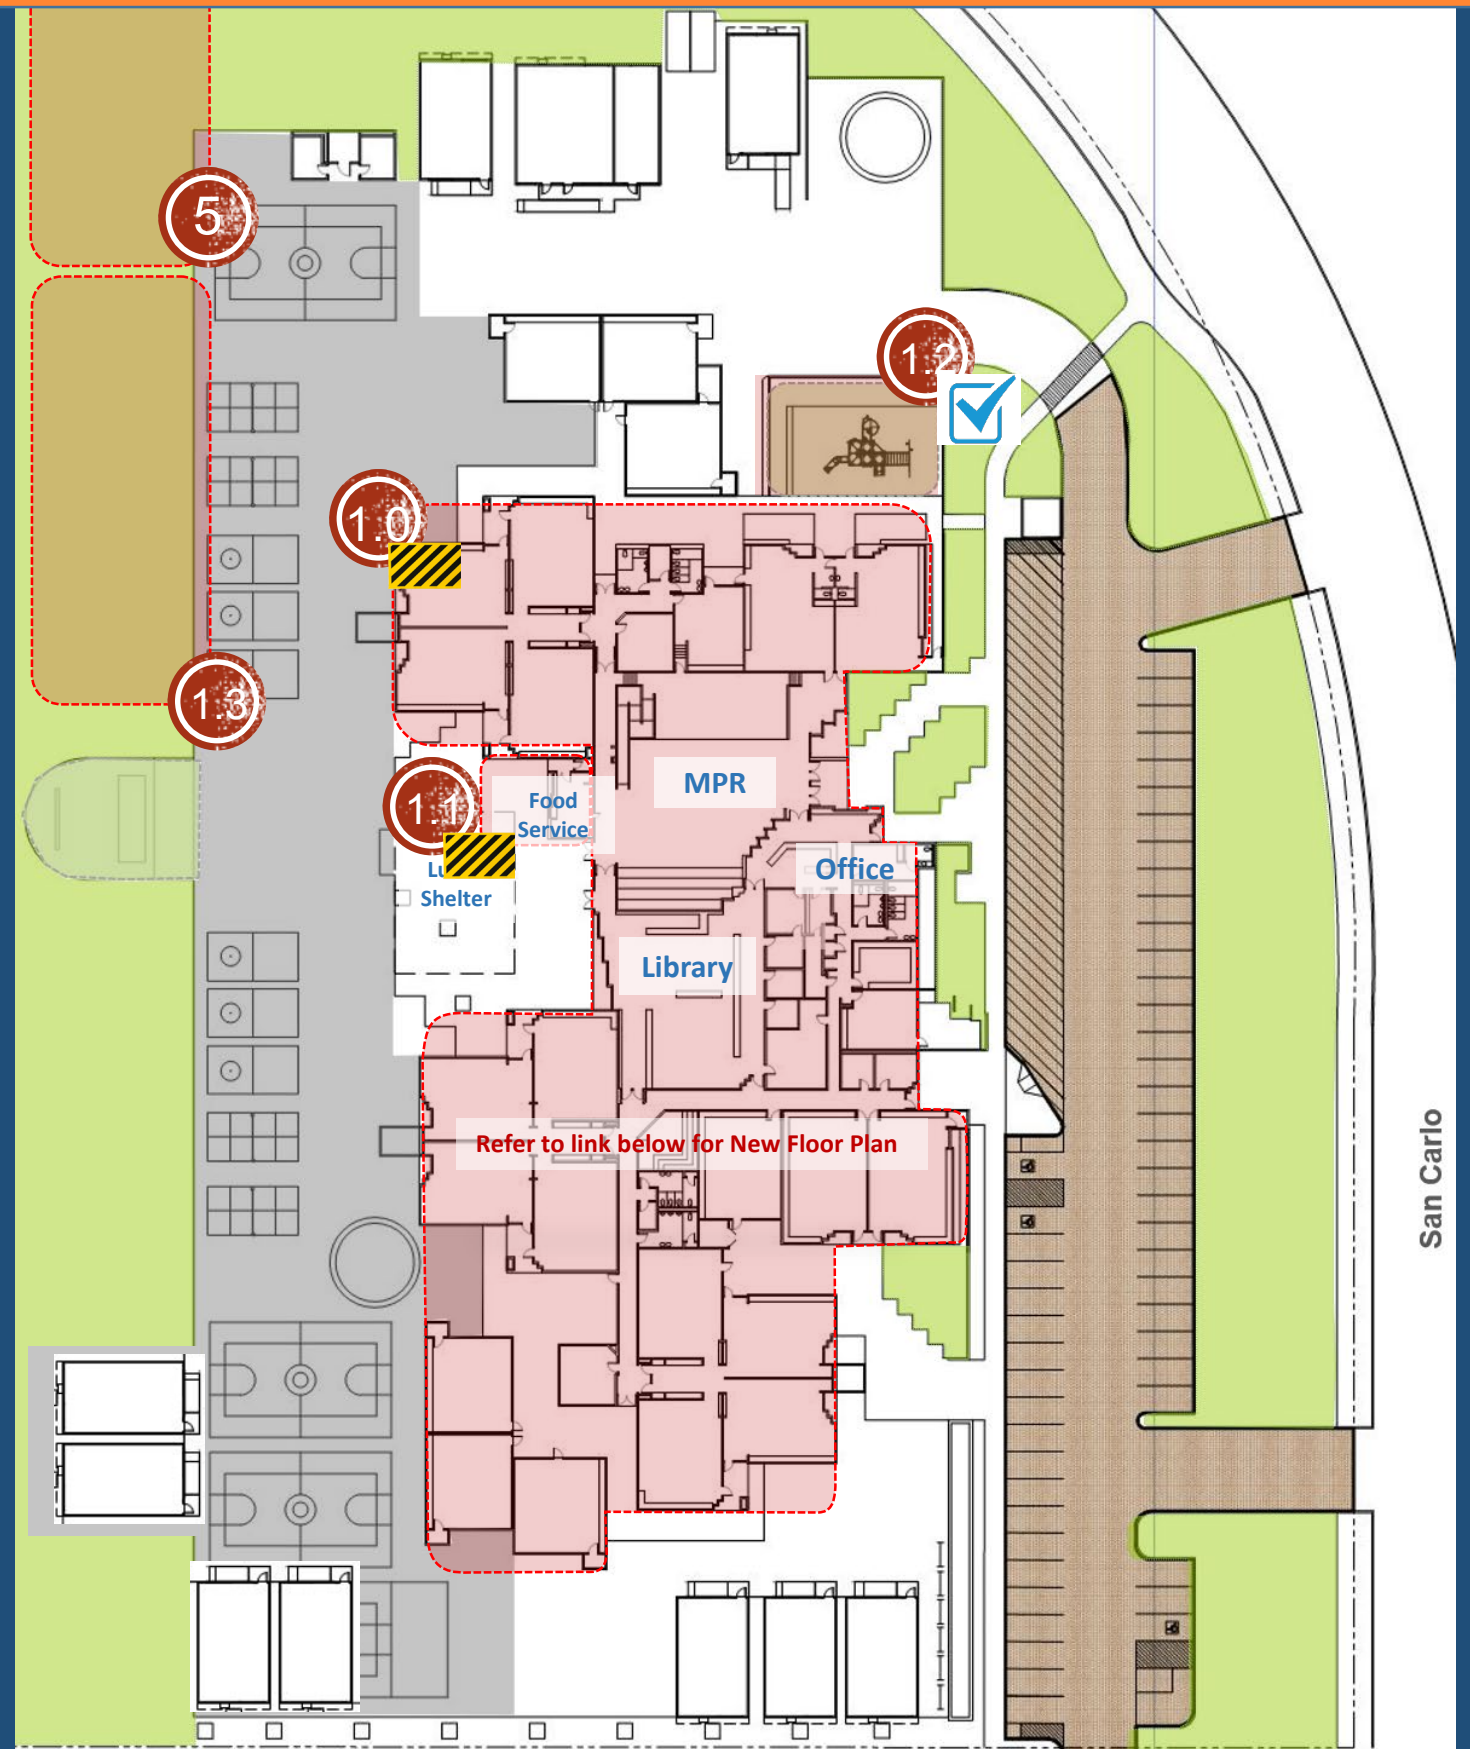 5
1.2
1.0
1.3
MPR
1.1
Food
Service
Office
Shelter
Library
Refer to link below for New Floor Plan
San Carlo